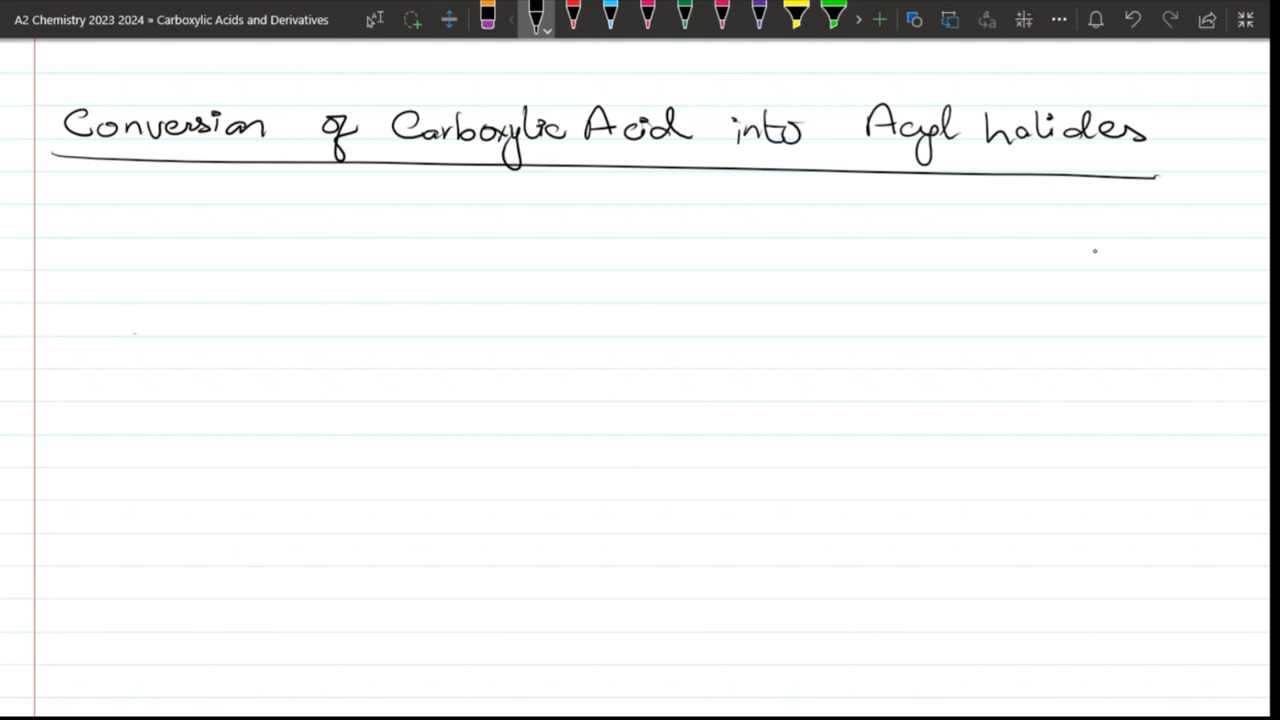 A2 Chemistry 2023 2024 » Carboxylic Acids and Derivatives
Conversion of Carboxylic Acid into Acyl halides